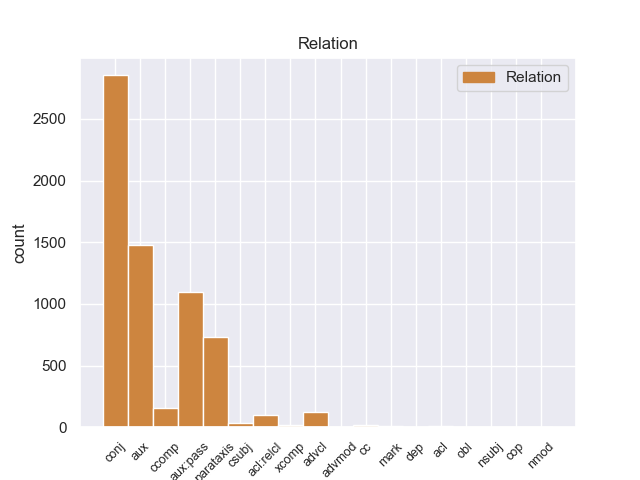 Relation
Relation
2500
2000
1500
1000
500
0
count
conj
aux
ccomp
aux:pass
parataxis
csubj
acl:relcl
xcomp
advcl
advmod
cc
mark
dep
acl
obl
nsubj
cop
nmod